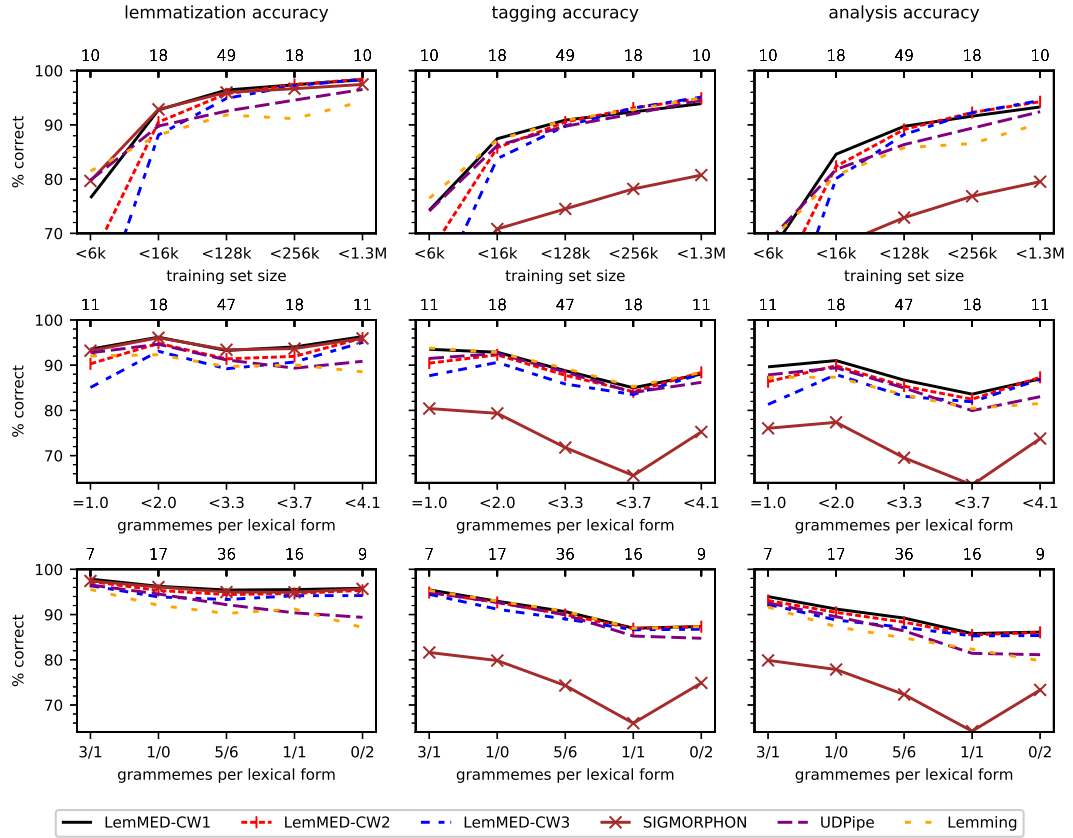 lemmatization accuracy tagging accuracy analysis accuracy
10 18 49 18 10 10 18 49 18 10 10 18 49 18 10
100
90
80
70
% correct
<6k <16k <128k <256k <1.3M <6k <16k <128k <256k <1.3M <6k <16k <128k <256k <1.3M
training set size training set size training set size
11 18 47 18 11 11 18 47 18 11 11 18 47 18 11
100
90
80
70
% correct
=1.0 <2.0 <3.3 <3.7 <4.1 =1.0 <2.0 <3.3 <3.7 <4.1 =1.0 <2.0 <3.3 <3.7 <4.1
grammemes per lexical form grammemes per lexical form grammemes per lexical form
7 17 36 16 9 7 17 36 16 9 7 17 36 16 9
100
90
80
70
% correct
3/1 1/0 5/6 1/1 0/2 3/1 1/0 5/6 1/1 0/2 3/1 1/0 5/6 1/1 0/2
grammemes per lexical form grammemes per lexical form grammemes per lexical form
LemMED-CW1 LemMED-CW2 LemMED-CW3 SIGMORPHON UDPipe Lemming